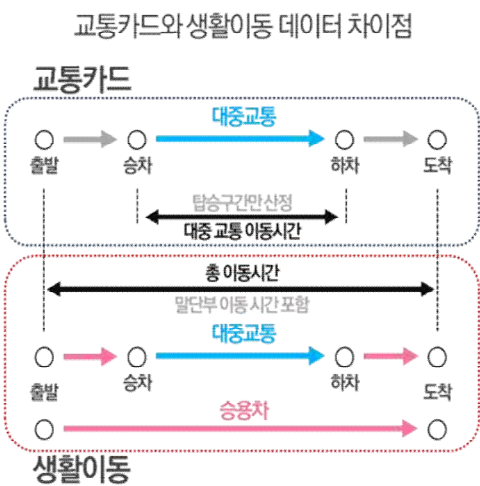 교통카드와 생활이동 데이터 차이점
교통카드
대중교통
출발 승차 하차 도착
탑승구간만 산정
대중 교통 이동시간
총 이동시간
말단부 이동 시간 포함
대중교통
출발 승차 하차 도착
승용차
생활이동